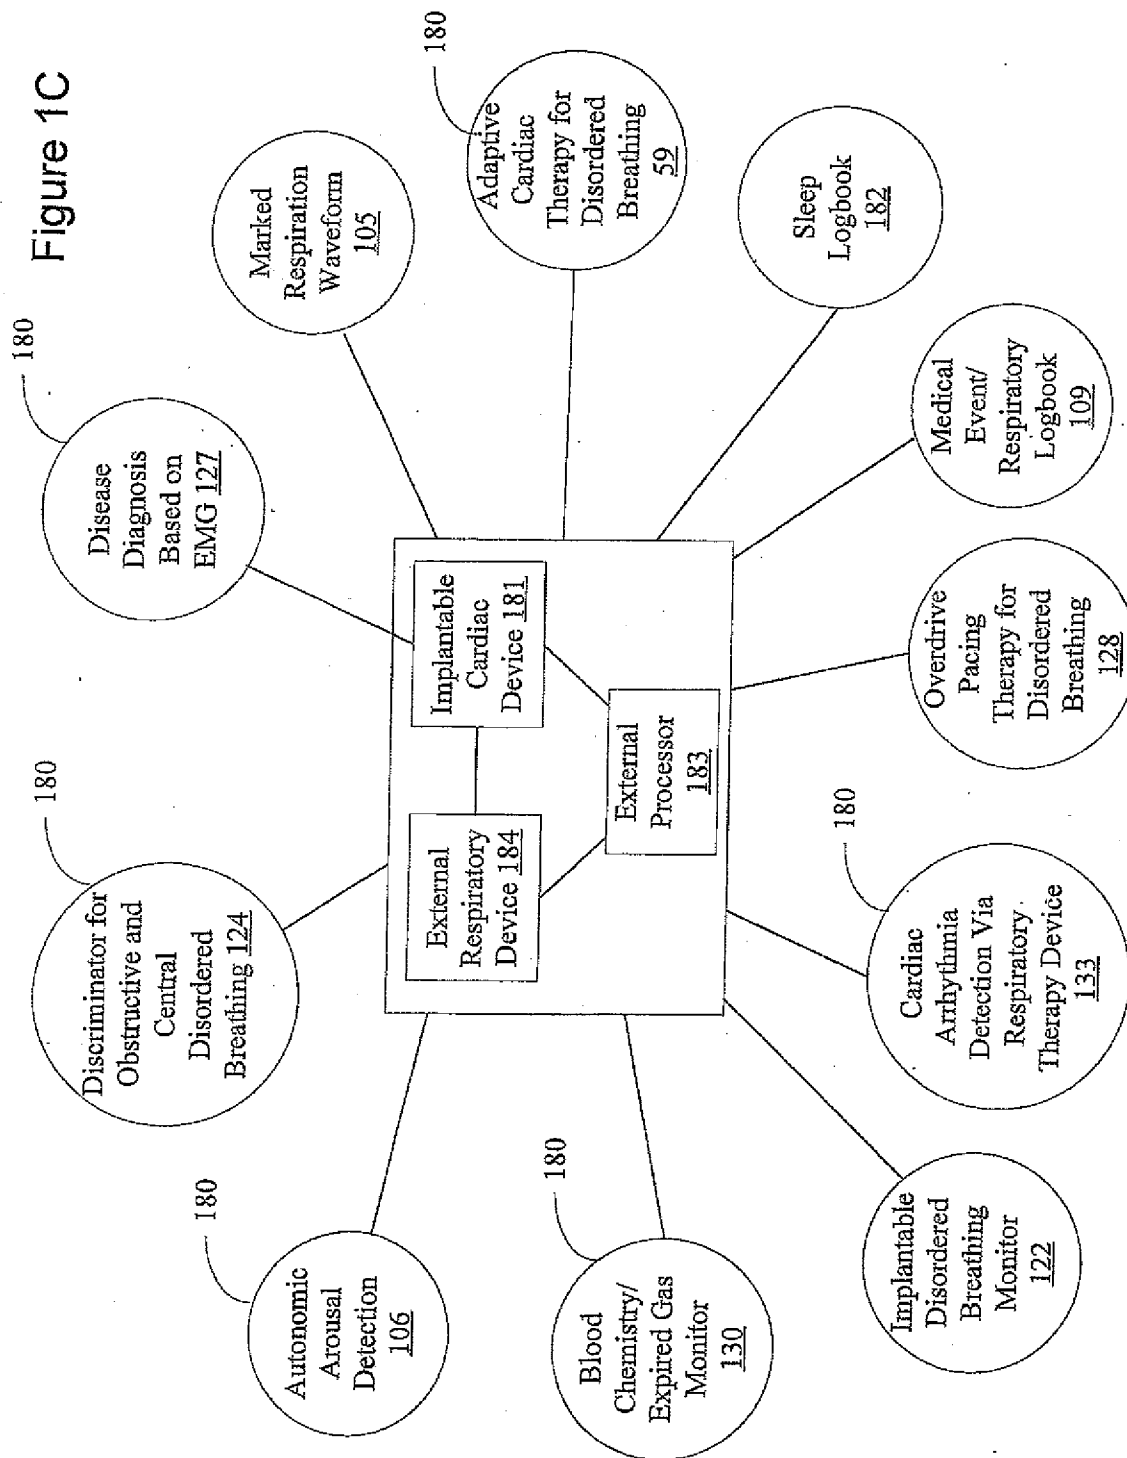 Figure 1C
180
Autonomic
Arousal
Detection
106
180
Discriminator for
Obstructive and
Central
Disordered
Breathing 124
180
Disease
Diagnosis
Based on
EMG 127
Marked
Respiration
Waveform
105
180
Adaptive
Cardiac
Therapy for
Disordered
Breathing
59
180
Blood
Chemistry/
Expired Gas
Monitor
130
External
Respiratory
Device 184
Implantable
Cardiac
Device 181
External
Processor
183
Sleep
Logbook
182
Implantable
Disordered
Breathing
Monitor
122
180
Cardiac
Arrhythmia
Detection Via
Respiratory
Therapy Device
133
Overdrive
Pacing
Therapy for
Disordered
Breathing
128
Medical
Event/
Respiratory
Logbook
109